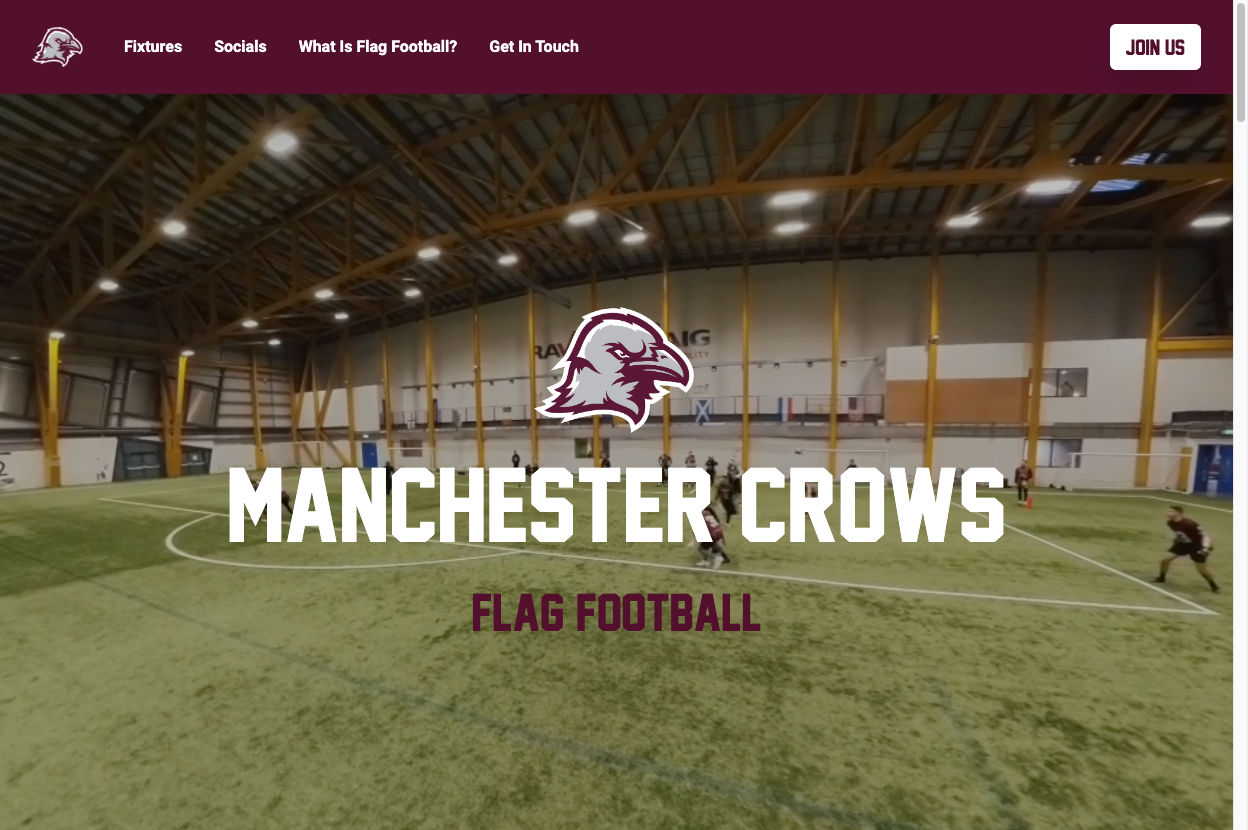 Fixtures
Socials
What Is Flag Football?
Get In Touch
JOIN US
MANCHESTER CROWS
FLAG FOOTBALL